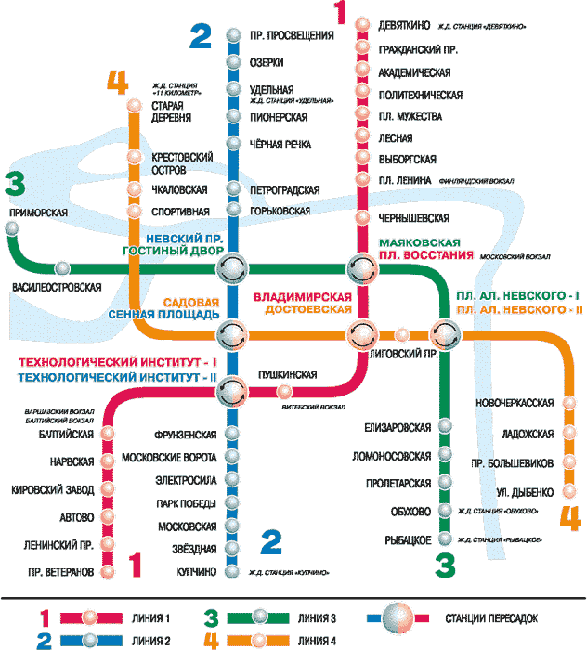 1
ДЕВЯТКИНО
Ж.Д. СТАНЦИЯ «ДЕВЯТКИНО»
ГРАЖДАНСКИЙ ПР.
АКАДЕМИЧЕСКАЯ
ПОЛИТЕХНИЧЕСКАЯ
ПЛ. МУЖЕСТВА
ЛЕСНАЯ
ВЫБОРГСКАЯ
ПЛ. ЛЕНИНА
ФИНЛЯНДСКИЙ ВОКЗАЛ
ЧЕРНЫШЕВСКАЯ
2
ПР. ПРОСВЕЩЕНИЯ
ОЗЕРКИ
УДЕЛЬНАЯ
Ж.Д. СТАНЦИЯ «УДЕЛЬНАЯ»
ПИОНЕРСКАЯ
ЧЁРНАЯ РЕЧКА
ПЕТРОГРАДСКАЯ
ГОРЬКОВСКАЯ
4
Ж.Д. СТАНЦИЯ
"11 КИЛОМЕТР"
СТАРАЯ
ДЕРЕВНЯ
КРЕСТОВСКИЙ
ОСТРОВ
ЧКАЛОВСКАЯ
СПОРТИВНАЯ
3
ПРИМОРСКАЯ
ВАСИЛЕОСТРОВСКАЯ
НЕВСКИЙ ПР.
ГОСТИНЫЙ ДВОР
МАЯКОВСКАЯ
ПЛ. ВОССТАНИЯ
МОСКОВСКИЙ ВОКЗАЛ
САДОВАЯ
СЕННАЯ ПЛОЩАДЬ
ВЛАДИМИРСКАЯ
ДОСТОЕВСКАЯ
ПЛ. АЛ. НЕВСКОГО - I
ПЛ. АЛ. НЕВСКОГО - II
ЛИГОВСКИЙ ПР.
ТЕХНОЛОГИЧЕСКИЙ ИНСТИТУТ - I
ТЕХНОЛОГИЧЕСКИЙ ИНСТИТУТ - II
ПУШКИНСКАЯ
ВИТЕБСКИЙ ВОКЗАЛ
ВАРШАВСКИЙ ВОКЗАЛ
БАЛТИЙСКИЙ ВОКЗАЛ
БАЛТИЙСКАЯ
НАРВСКАЯ
КИРОВСКИЙ ЗАВОД
АВТОВО
ЛЕНИНСКИЙ ПР.
ПР. ВЕТЕРАНОВ
1
ФРУНЗЕНСКАЯ
МОСКОВСКИЕ ВОРОТА
ЭЛЕКТРОСИЛА
ПАРК ПОБЕДЫ
МОСКОВСКАЯ
ЗВЁЗДНАЯ
КУПЧИНО
Ж.Д. СТАНЦИЯ «КУПЧИНО»
2
ЕЛИЗАРОВСКАЯ
ЛОМОНОСОВСКАЯ
ПРОЛЕТАРСКАЯ
ОБУХОВО
Ж.Д. СТАНЦИЯ «ОБУХОВО»
РЫБАЦКОЕ
Ж.Д. СТАНЦИЯ «РЫБАЦКОЕ»
3
НОВОЧЕРКАССКАЯ
ЛАДОЖСКАЯ
ПР. БОЛЬШЕВИКОВ
УЛ. ДЫБЕНКО
4
1 ЛИНИЯ 1
2 ЛИНИЯ 2
3 ЛИНИЯ 3
4 ЛИНИЯ 4
СТАНЦИИ ПЕРЕСАДОК